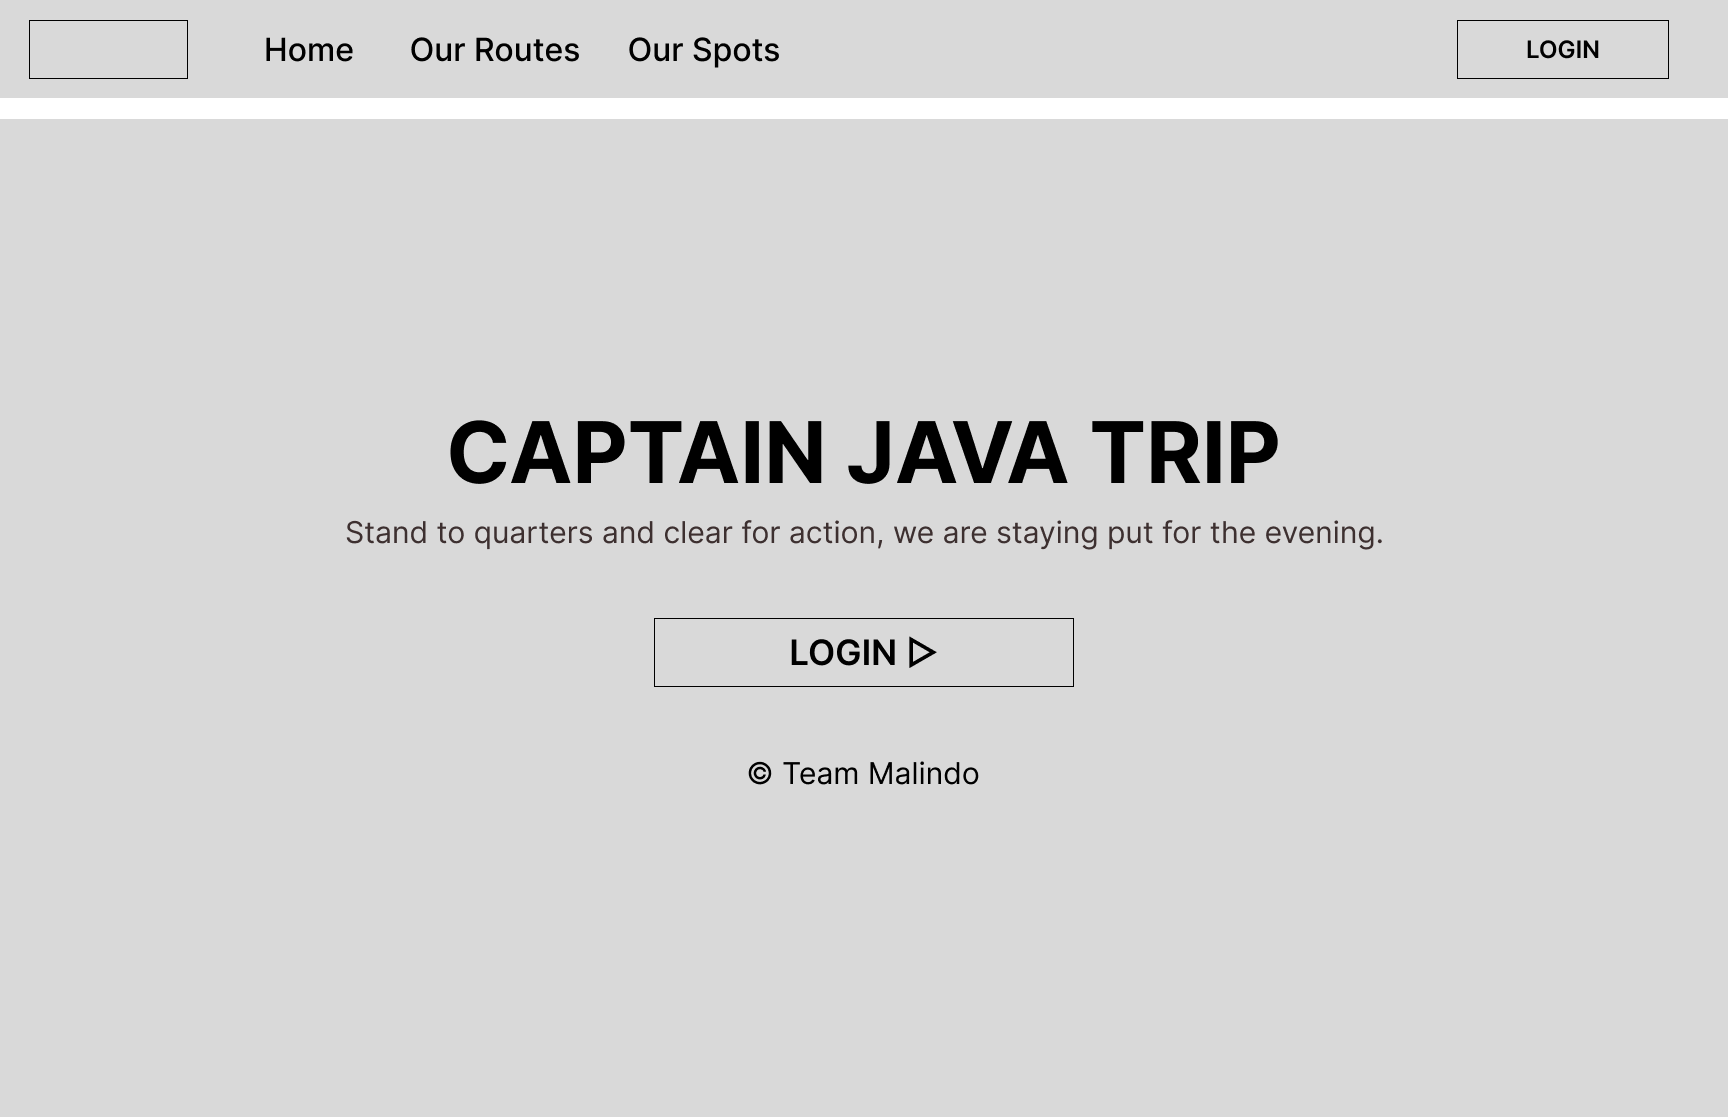 Home Our Routes Our Spots LOGIN
CAPTAIN JAVA TRIP
Stand to quarters and clear for action, we are staying put for the evening.
LOGIN ▷
© Team Malindo